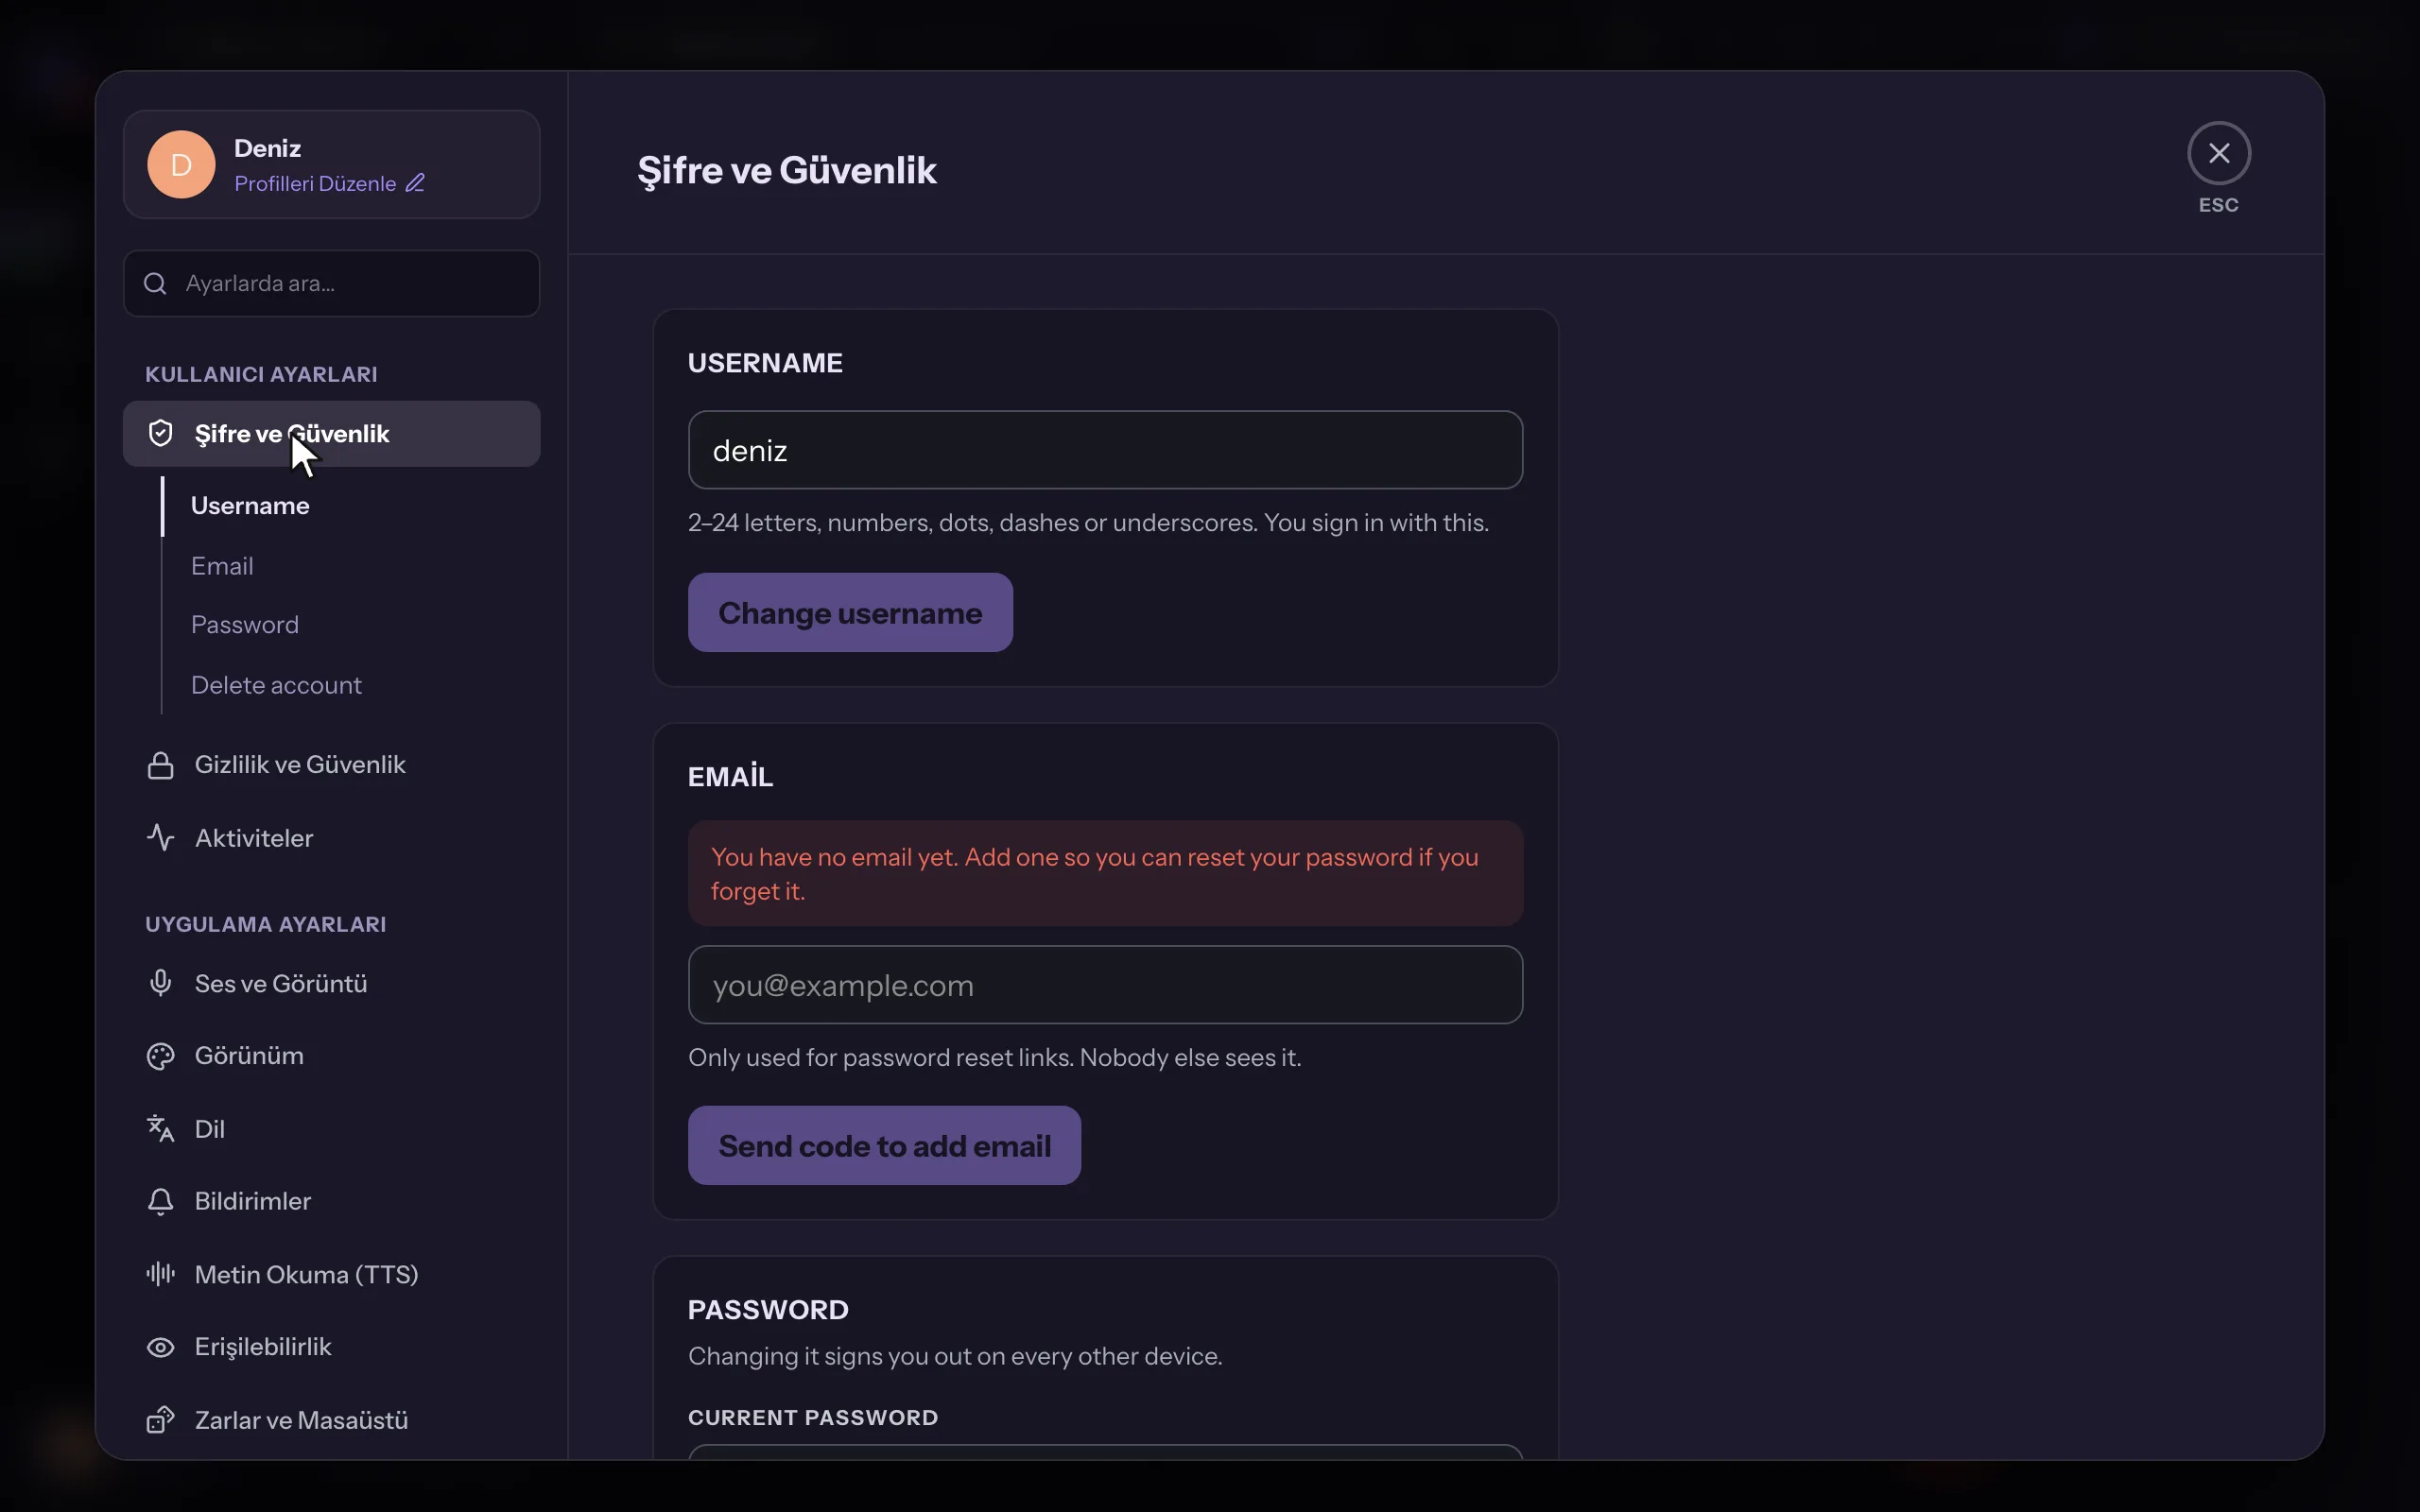 D
Deniz
Profilleri Düzenle
Ayarlarda ara...
KULLANICI AYARLARI
Şifre ve Güvenlik
Username
Email
Password
Delete account
Gizlilik ve Güvenlik
Aktiviteler
UYGULAMA AYARLARI
Ses ve Görüntü
Görünüm
Dil
Bildirimler
Metin Okuma (TTS)
Erişilebilirlik
Zarlar ve Masaüstü
Şifre ve Güvenlik
ESC
USERNAME
deniz
2–24 letters, numbers, dots, dashes or underscores. You sign in with this.
Change username
EMAİL
You have no email yet. Add one so you can reset your password if you
forget it.
you@example.com
Only used for password reset links. Nobody else sees it.
Send code to add email
PASSWORD
Changing it signs you out on every other device.
CURRENT PASSWORD